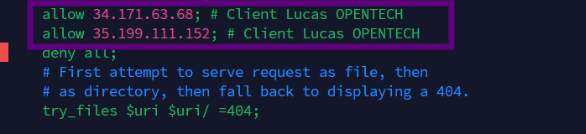 allow 34.171.63.68; # Client Lucas OPENTECH
allow 35.199.111.152; # Client Lucas OPENTECH
deny all;
# First attempt to serve request as file, then
# as directory, then fall back to displaying a 404.
try_files $uri $uri/ =404;